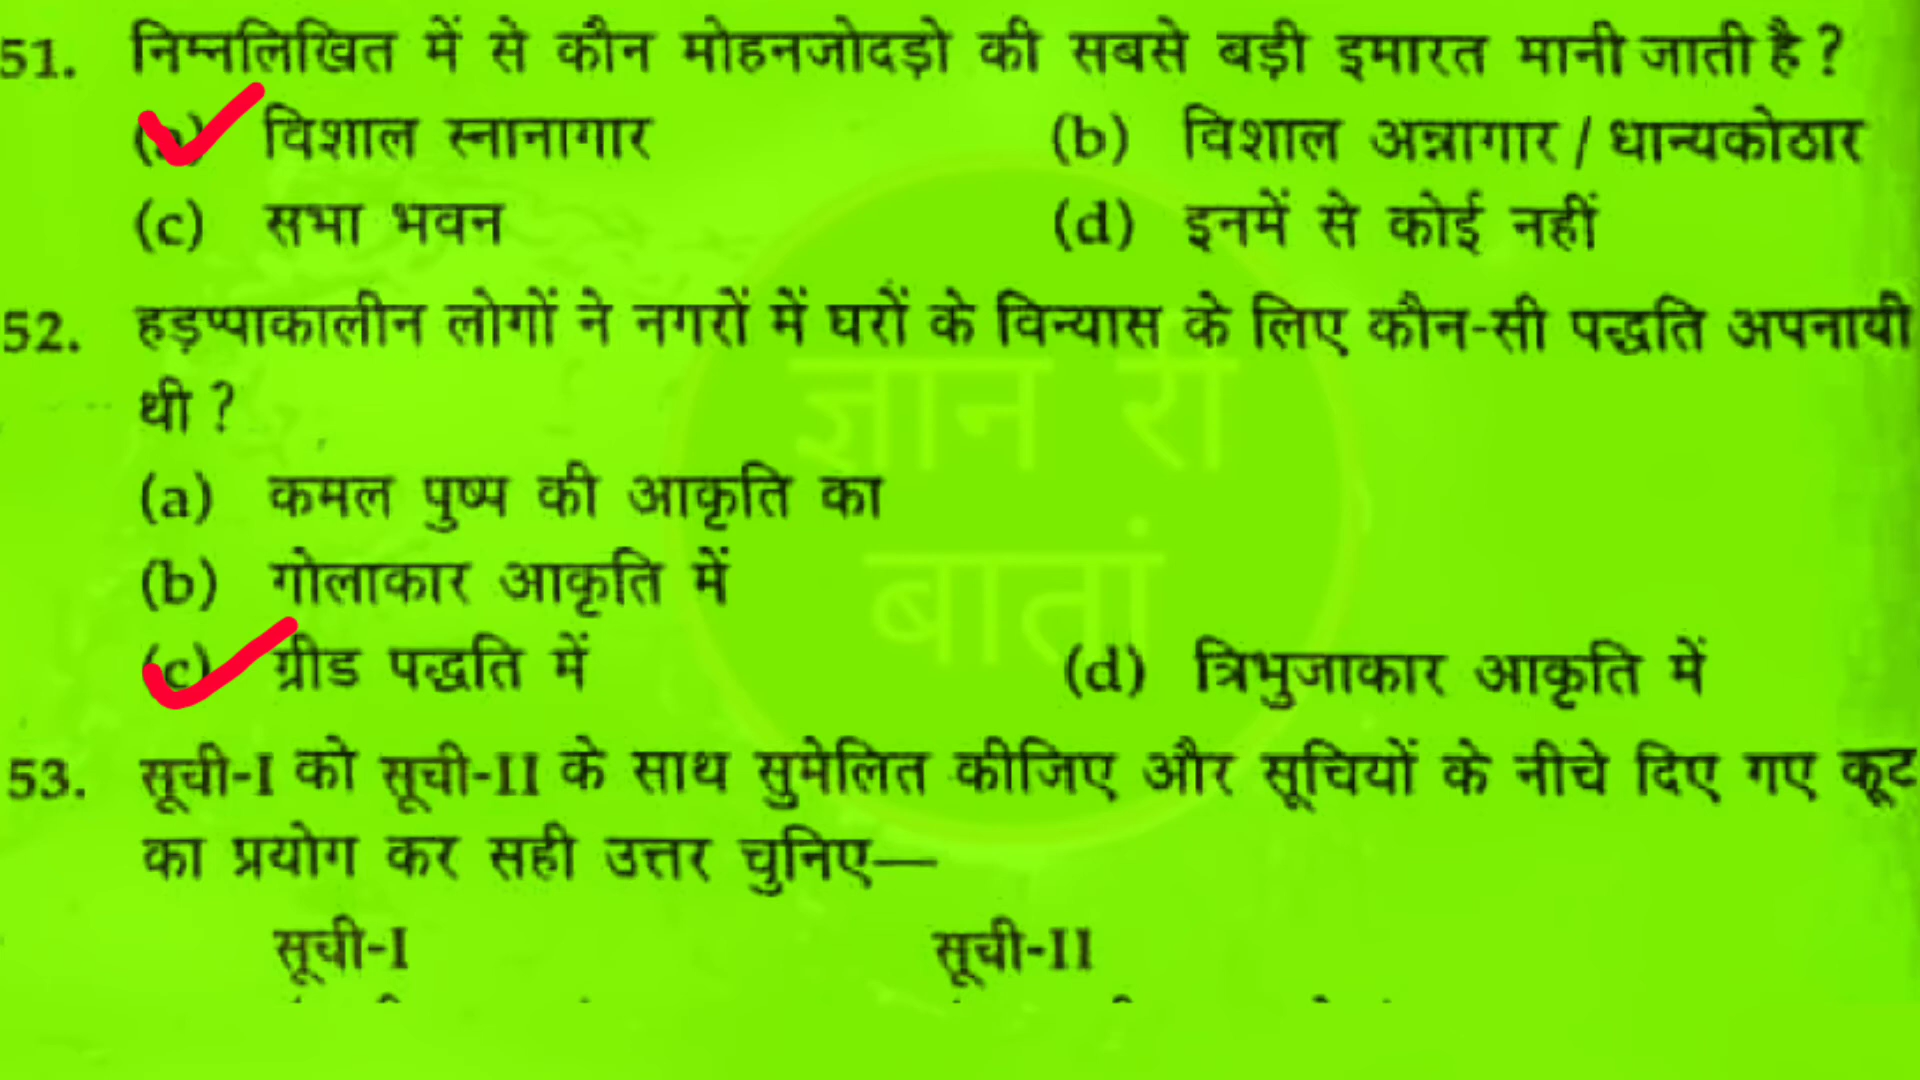 51. निम्नलिखित में से कौन मोहनजोदड़ो की सबसे बड़ी इमारत मानी जाती है ?
(a) विशाल स्नानागार (b) विशाल अन्नागार / धान्यकोठार
(c) सभा भवन (d) इनमें से कोई नहीं
52. हड़प्पाकालीन लोगों ने नगरों में घरों के विन्यास के लिए कौन-सी पद्धति अपनायी
थी ?
(a) कमल पुष्प की आकृति का
(b) गोलाकार आकृति में
(c) ग्रीड पद्धति में (d) त्रिभुजाकार आकृति में
53. सूची-I को सूची-II के साथ सुमेलित कीजिए और सूचियों के नीचे दिए गए कूट
का प्रयोग कर सही उत्तर चुनिए—
सूची-I सूची-II
ज्ञान री
बातां